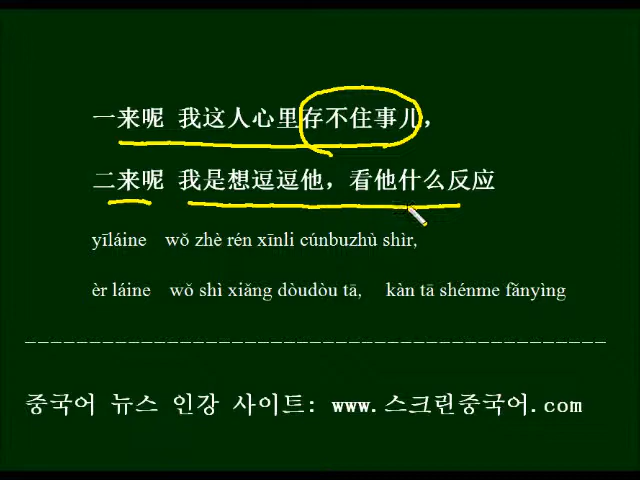 一来呢 我这人心里存不住事儿，
二来呢 我是想逗逗他，看他什么反应
yīláine wǒ zhè rén xīnli cúnbuzhù shìr,
èr láine wǒ shì xiǎng dòudòu tā, kàn tā shénme fǎnyìng
중국어 뉴스 인강 사이트: www.스크린중국어.com